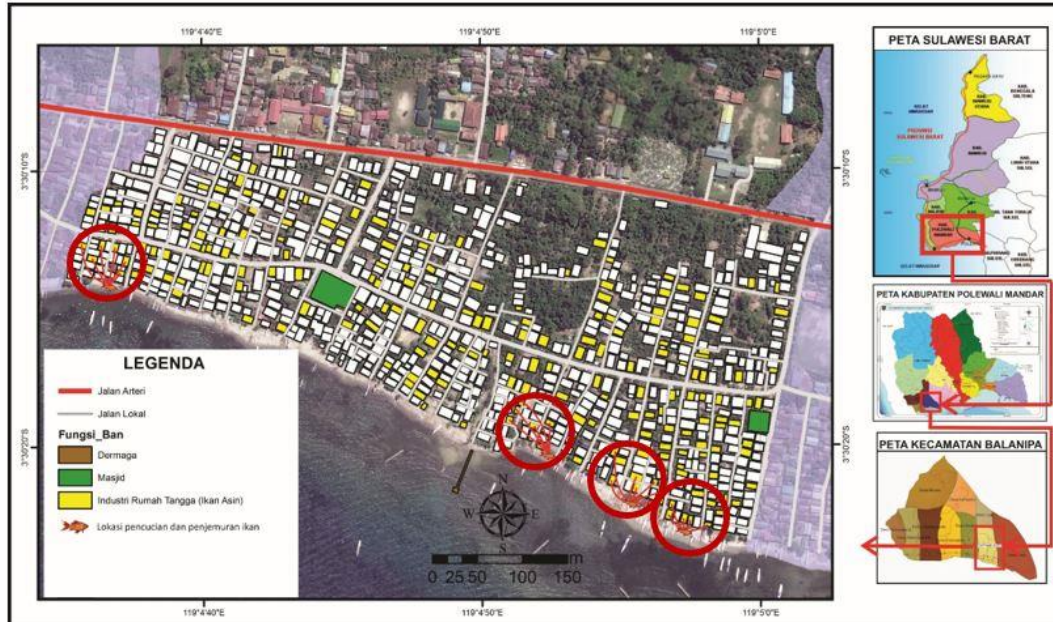 119°4'40"E
119°4'50"E
119°5'0"E
3°30'10"S
3°30'10"S
3°30'20"S
3°30'20"S
LEGENDA
Jalan Arteri
Jalan Lokal
Fungsi_Ban
Dermaga
Masjid
Industri Rumah Tangga (Ikan Asin)
Lokasi pencucian dan penjemuran ikan
N
W
E
S
m
0 25 50 100 150
119°4'40"E
119°4'50"E
119°5'0"E
PETA SULAWESI BARAT
PROVINSI
SULAWESI BARAT
PETA KABUPATEN POLEWALI MANDAR
PETA KECAMATAN BALANIPA